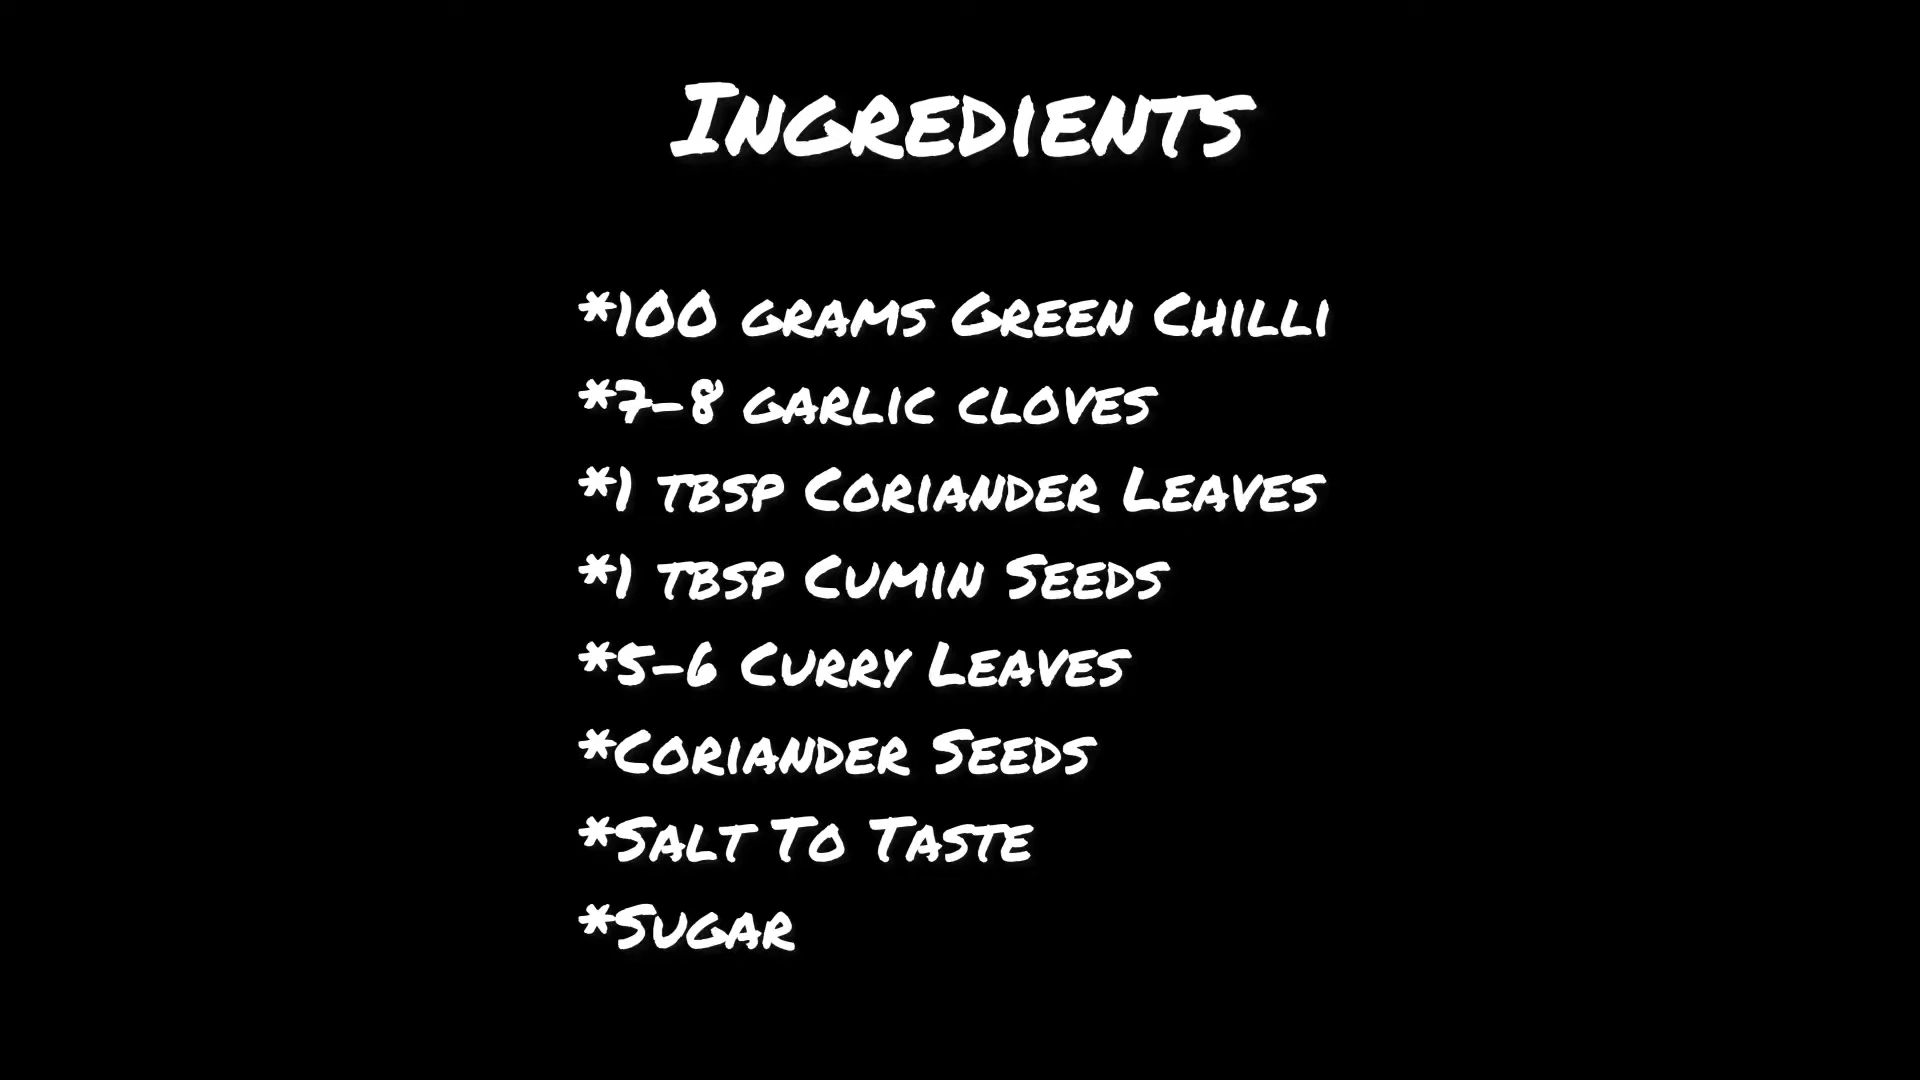 Ingredients
*100 grams Green Chilli
*7-8 garlic cloves
*1 tbsp Coriander Leaves
*1 tbsp Cumin Seeds
*5-6 Curry Leaves
*Coriander Seeds
*Salt To Taste
*Sugar